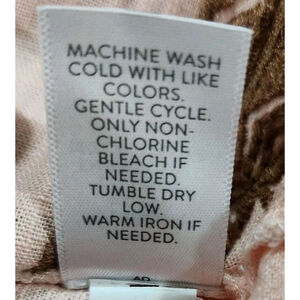 MACHINE WASH
COLD WITH LIKE
COLORS.
GENTLE CYCLE.
ONLY NON-
CHLORINE
BLEACH IF
NEEDED.
TUMBLE DRY
LOW.
WARM IRON IF
NEEDED.